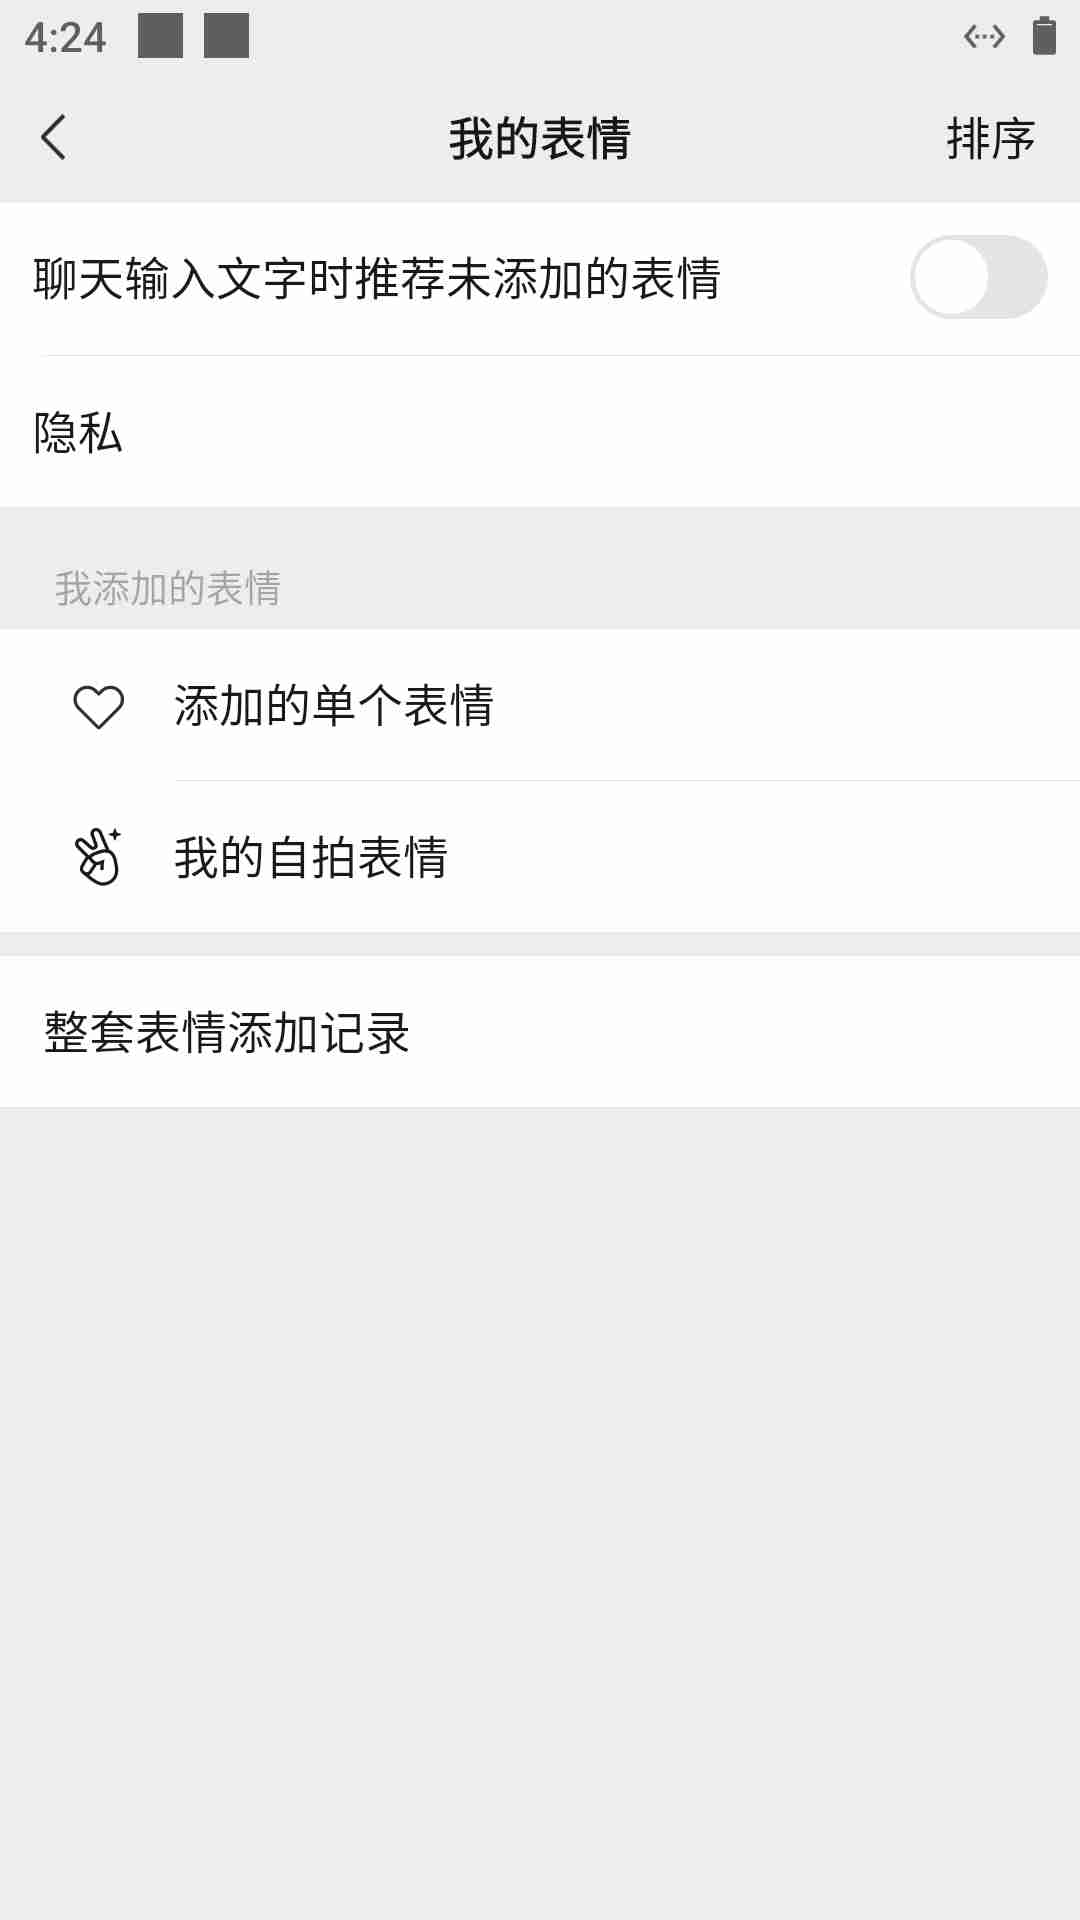 4:24
我的表情
排序
聊天输入文字时推荐未添加的表情
隐私
我添加的表情
添加的单个表情
我的自拍表情
整套表情添加记录